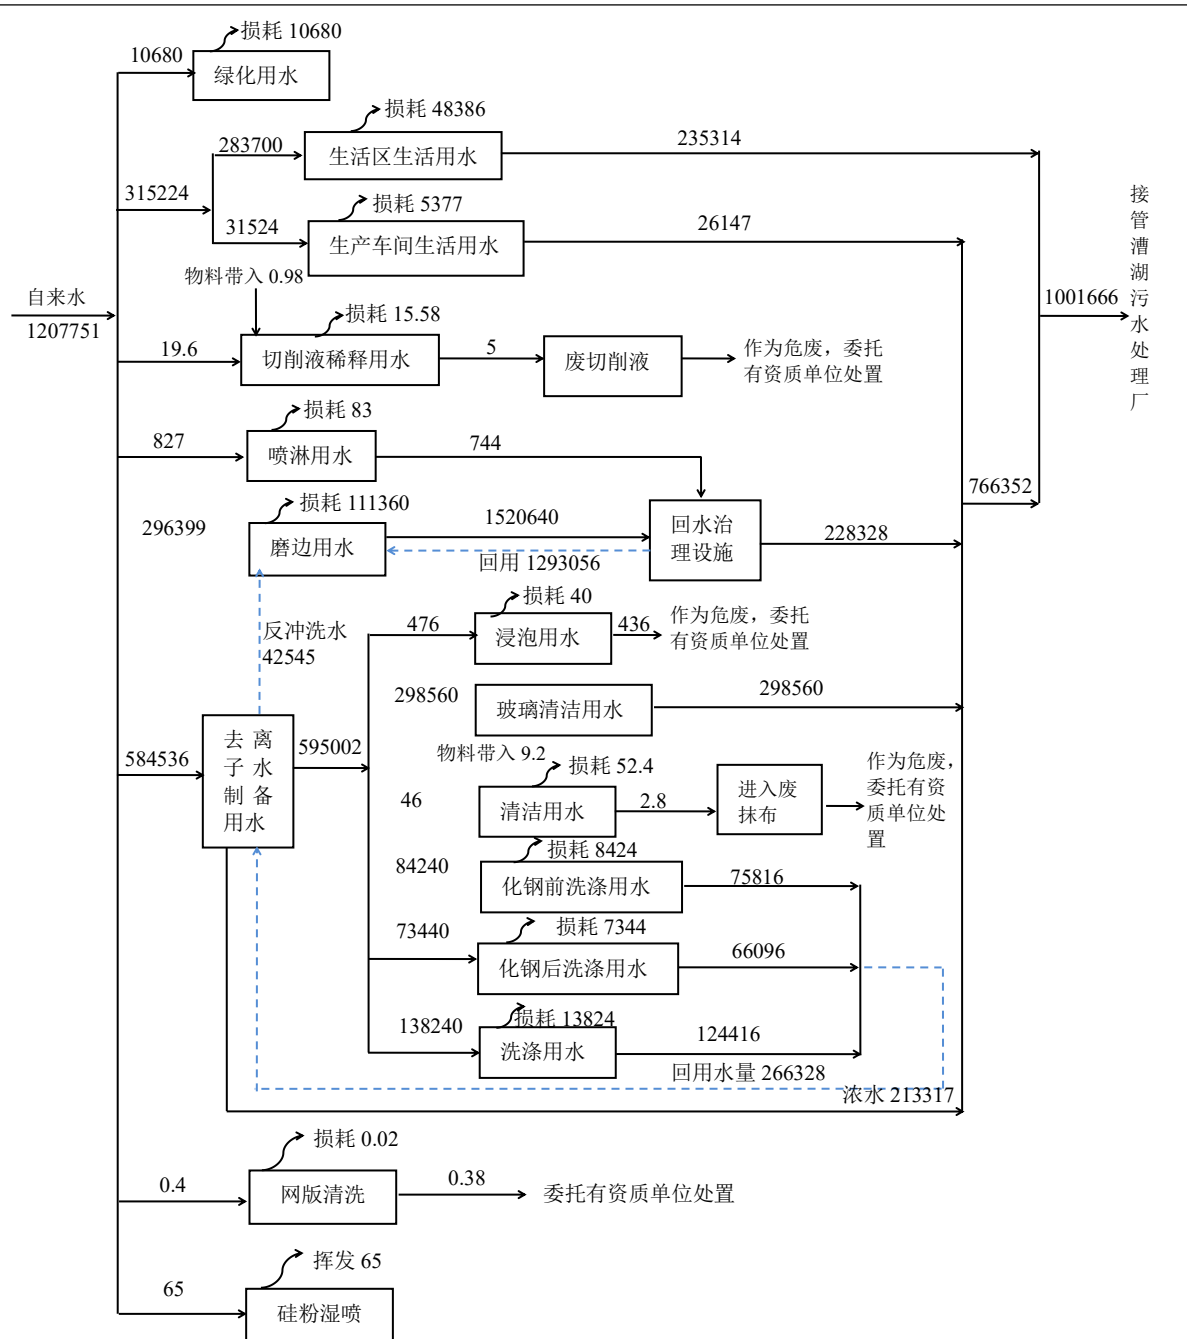 损耗 10680
10680
绿化用水
损耗 48386
283700
生活区生活用水
235314
315224
损耗 5377
31524
生产车间生活用水
26147
接管漕湖污水处理厂
物料带入 0.98
自来水
1207751
1001666
损耗 15.58
19.6
切削液稀释用水
5
废切削液
作为危废，委托
有资质单位处置
损耗 83
827
喷淋用水
744
766352
损耗 111360
296399
磨边用水
1520640
回用 1293056
回水治
理设施
228328
反冲洗水
42545
损耗 40
476
浸泡用水
436
作为危废，委托
有资质单位处置
298560
玻璃清洁用水
298560
584536
去 离
子 水
制 备
用水
595002
物料带入 9.2
损耗 52.4
46
清洁用水
2.8
进入废
抹布
作为危废，
委托有资
质单位处
置
损耗 8424
84240
化钢前洗涤用水
75816
损耗 7344
73440
化钢后洗涤用水
66096
损耗 13824
138240
洗涤用水
124416
回用水量 266328
浓水 213317
损耗 0.02
0.4
网版清洗
0.38
委托有资质单位处置
挥发 65
65
硅粉湿喷